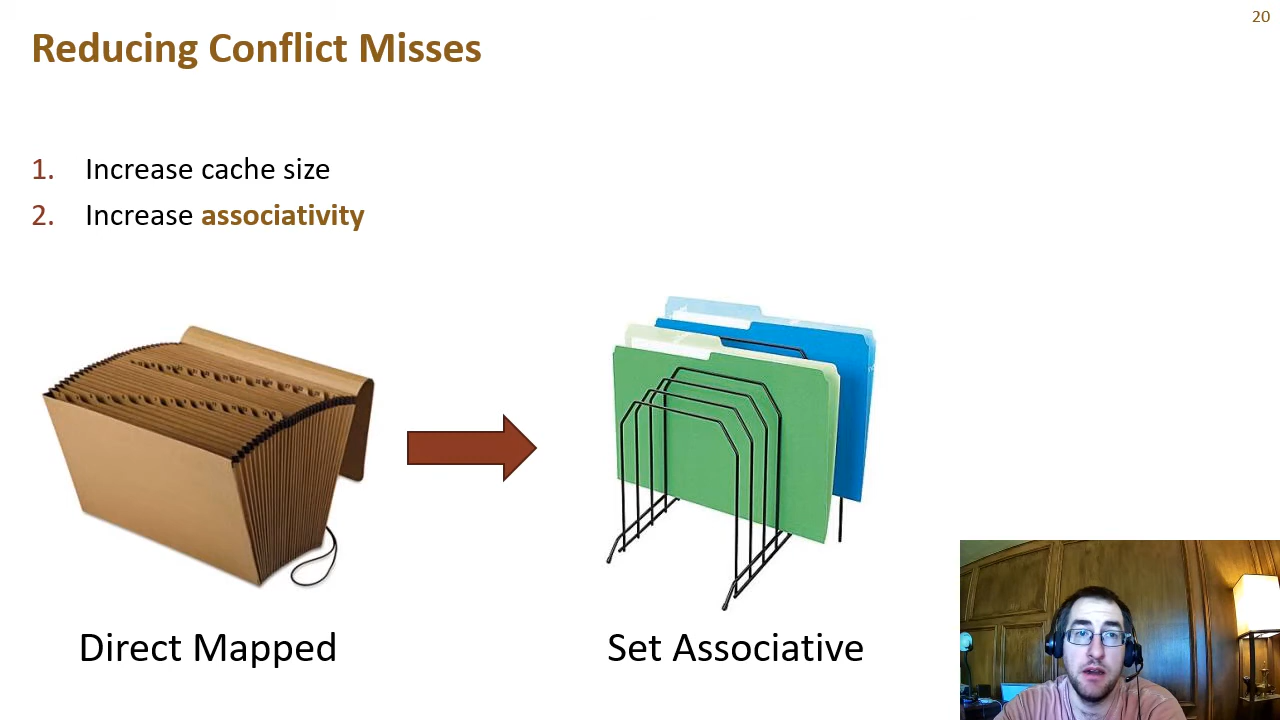 20
Reducing Conflict Misses
1. Increase cache size
2. Increase associativity
Direct Mapped
Set Associative